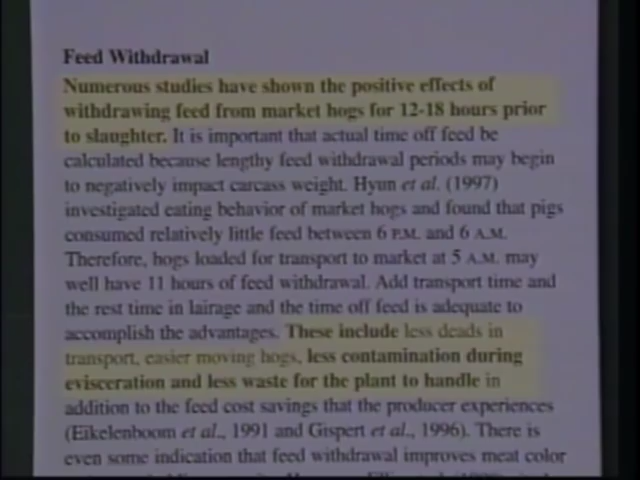 Feed Withdrawal
Numerous studies have shown the positive effects of
withdrawing feed from market hogs for 12-18 hours prior
to slaughter. It is important that actual time off feed be
calculated because lengthy feed withdrawal periods may begin
to negatively impact carcass weight. Hyun et al. (1997)
investigated eating behavior of market hogs and found that pigs
consumed relatively little feed between 6 P.M. and 6 A.M.
Therefore, hogs loaded for transport to market at 5 A.M. may
well have 11 hours of feed withdrawal. Add transport time and
the rest time in lairage and the time off feed is adequate to
accomplish the advantages. These include less deads in
transport, easier moving hogs, less contamination during
evisceration and less waste for the plant to handle in
addition to the feed cost savings that the producer experiences
(Eikelenboom et al., 1991 and Gispert et al., 1996). There is
even some indication that feed withdrawal improves meat color